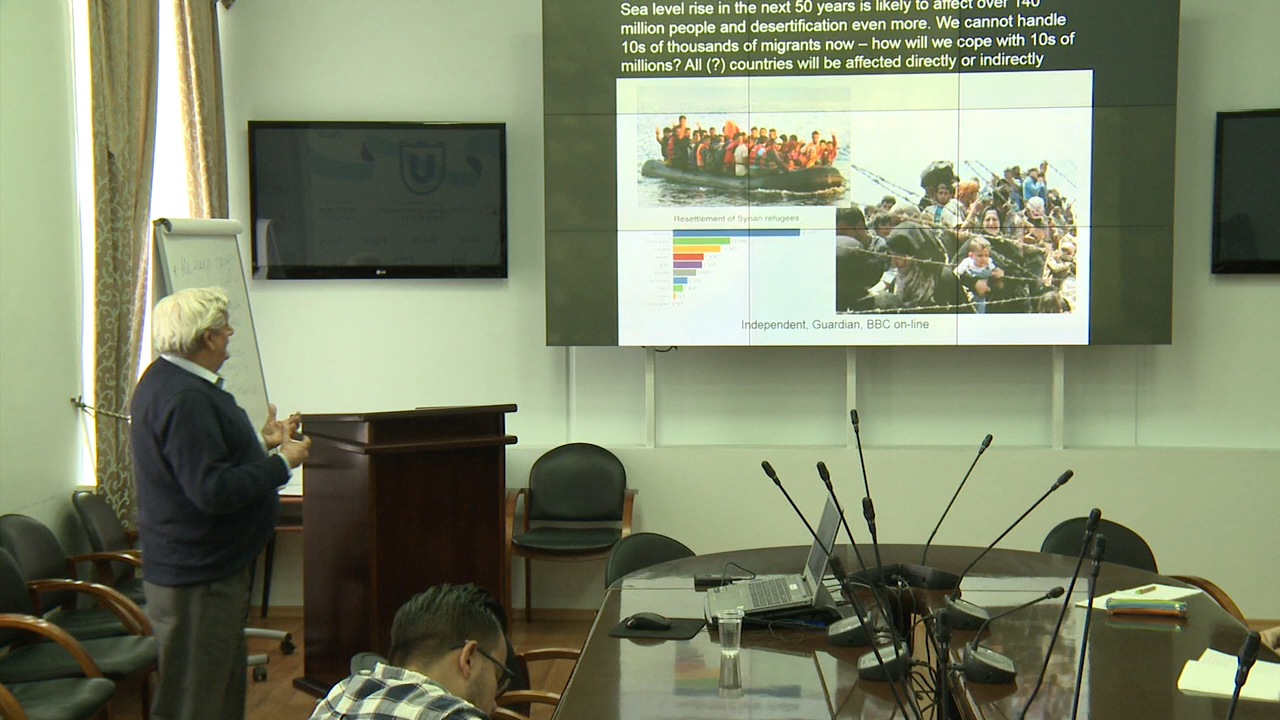 Sea level rise in the next 50 years is likely to affect over 140
million people and desertification even more. We cannot handle
10s of thousands of migrants now – how will we cope with 10s of
millions? All (?) countries will be affected directly or indirectly
Resettlement of Syrian refugees
Independent, Guardian, BBC on-line
LG